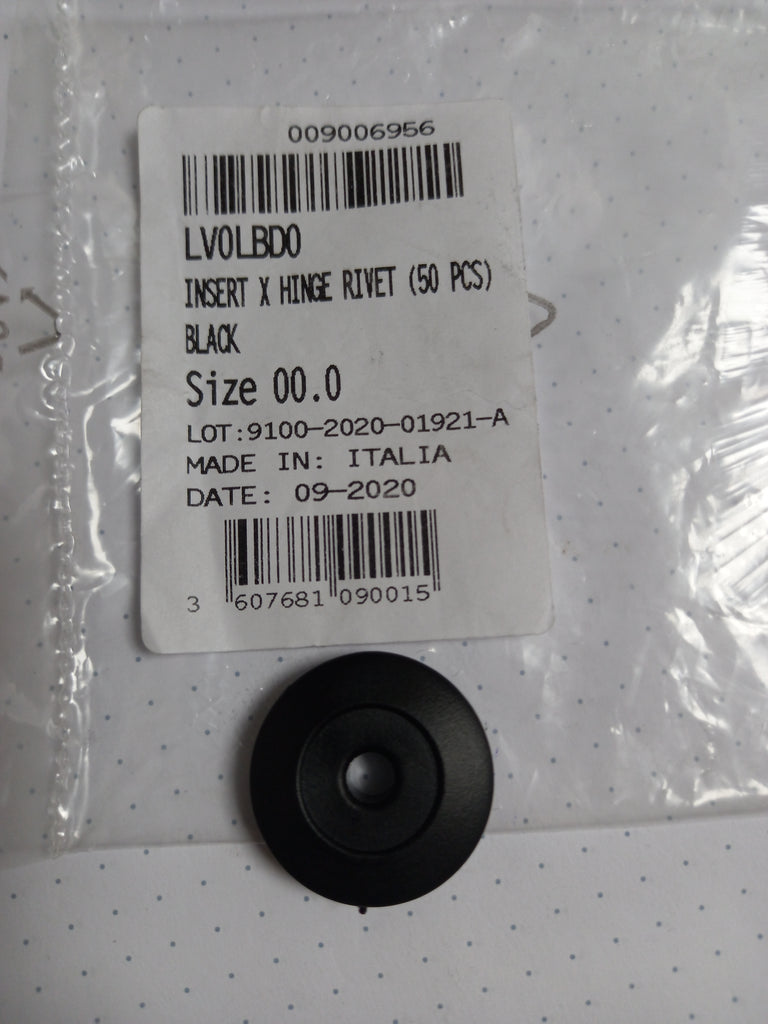 009006956
LV0LBD0
INSERT X HINGE RIVET (50 PCS)
BLACK
Size 00.0
LOT:9100-2020-01921-A
MADE IN: ITALIA
DATE: 09-2020
3 607681 090015